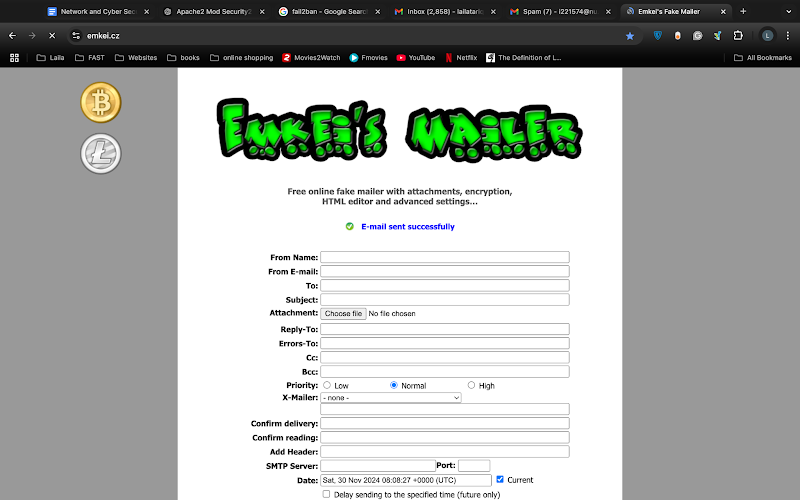 Network and Cyber Sec
Apache2 Mod Security2
fail2ban - Google Search
Inbox (2,858) - lailatario
Spam (7) - l221574@nu.
Emkei's Fake Mailer
emkei.cz
L
Laila
FAST
Websites
books
online shopping
Movies2Watch
Fmovies
YouTube
Netflix
The Definition of L...
All Bookmarks
EMKEI'S MAILER
Free online fake mailer with attachments, encryption,
HTML editor and advanced settings...
E-mail sent successfully
From Name:
From E-mail:
To:
Subject:
Attachment: Choose file No file chosen
Reply-To:
Errors-To:
Cc:
Bcc:
Priority: Low Normal High
X-Mailer: - none -
Confirm delivery:
Confirm reading:
Add Header:
SMTP Server: Port:
Date: Sat, 30 Nov 2024 08:08:27 +0000 (UTC) Current
Delay sending to the specified time (future only)